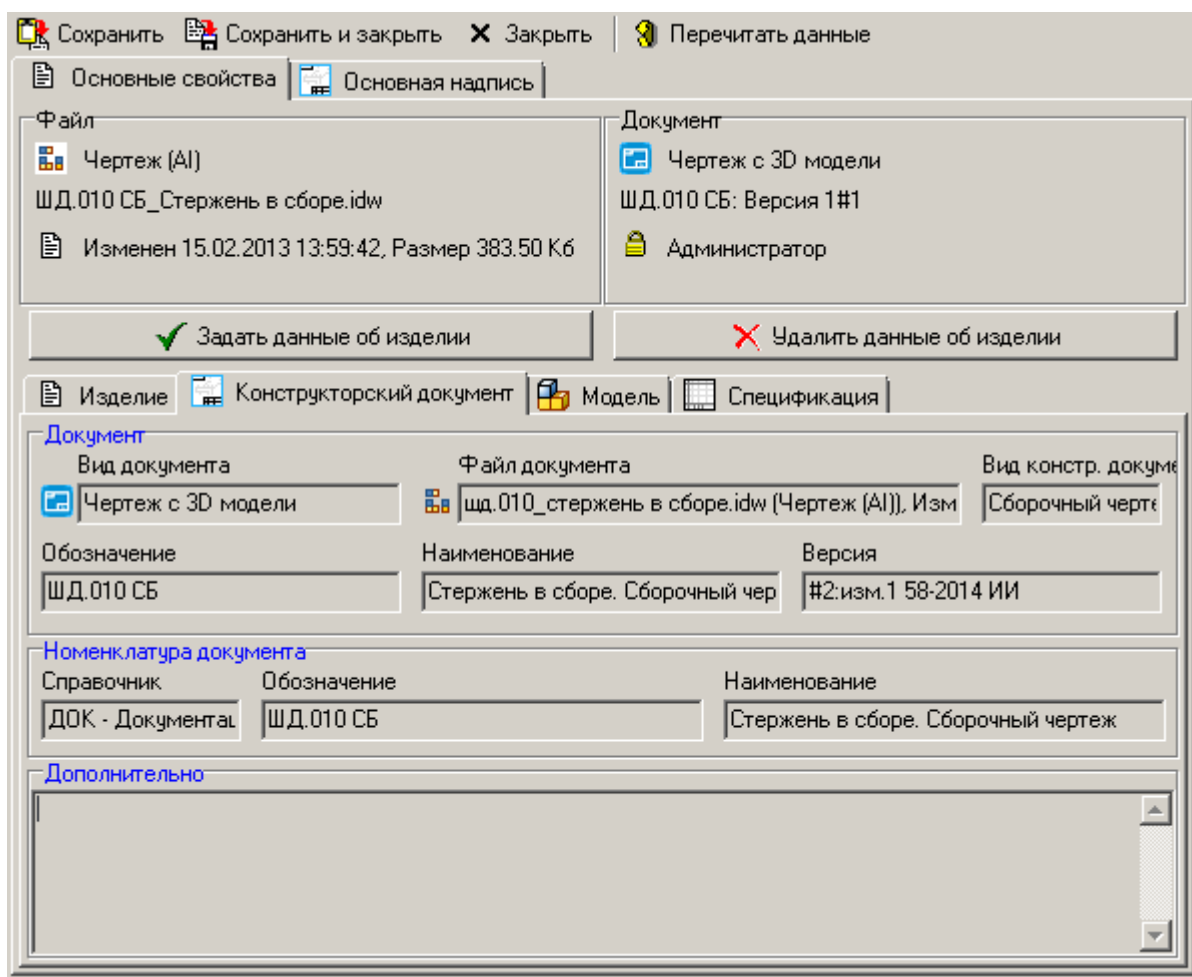 Сохранить Сохранить и закрыть Закрыть Перечитать данные
Основные свойства Основная надпись
Файл Документ
Чертеж (AI) Чертеж с 3D модели
ШД.010 СБ_Стержень в сборе.idw ШД.010 СБ: Версия 1#1
Изменен 15.02.2013 13:59:42, Размер 383.50 Кб Администратор
Задать данные об изделии Удалить данные об изделии
Изделие Конструкторский документ Модель Спецификация
Документ
Вид документа Файл документа Вид констр. докуме
Чертеж с 3D модели щд.010_стержень в сборе.idw (Чертеж (AI)), Изм Сборочный черте
Обозначение Наименование Версия
ШД.010 СБ Стержень в сборе. Сборочный чер #2:изм.1 58-2014 ИИ
Номенклатура документа
Справочник Обозначение Наименование
ДОК - Документац ШД.010 СБ Стержень в сборе. Сборочный чертеж
Дополнительно